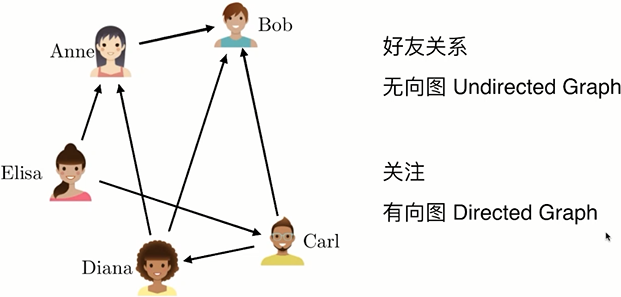 Bob
Anne
Elisa
Carl
Diana
好友关系
无向图 Undirected Graph
关注
有向图 Directed Graph